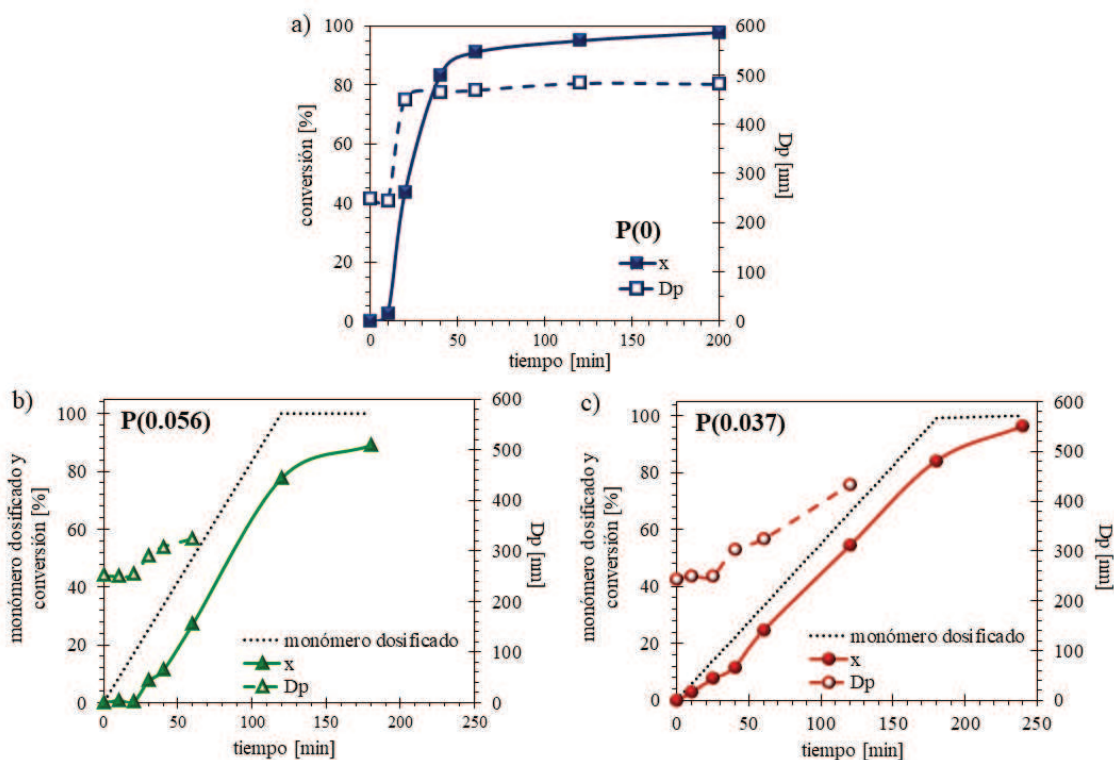 a)
100
80
60
40
20
0
conversión [%]
600
500
400
300
200
100
0
Dp [nm]
P(0)
x
Dp
0 50 100 150 200
tiempo [min]
b)
100
80
60
40
20
0
monómero dosificado y
conversión [%]
600
500
400
300
200
100
0
Dp [nm]
P(0.056)
monómero dosificado
x
Dp
0 50 100 150 200 250
tiempo [min]
c)
100
80
60
40
20
0
monómero dosificado y
conversión [%]
600
500
400
300
200
100
0
Dp [nm]
P(0.037)
monómero dosificado
x
Dp
0 50 100 150 200 250
tiempo [min]